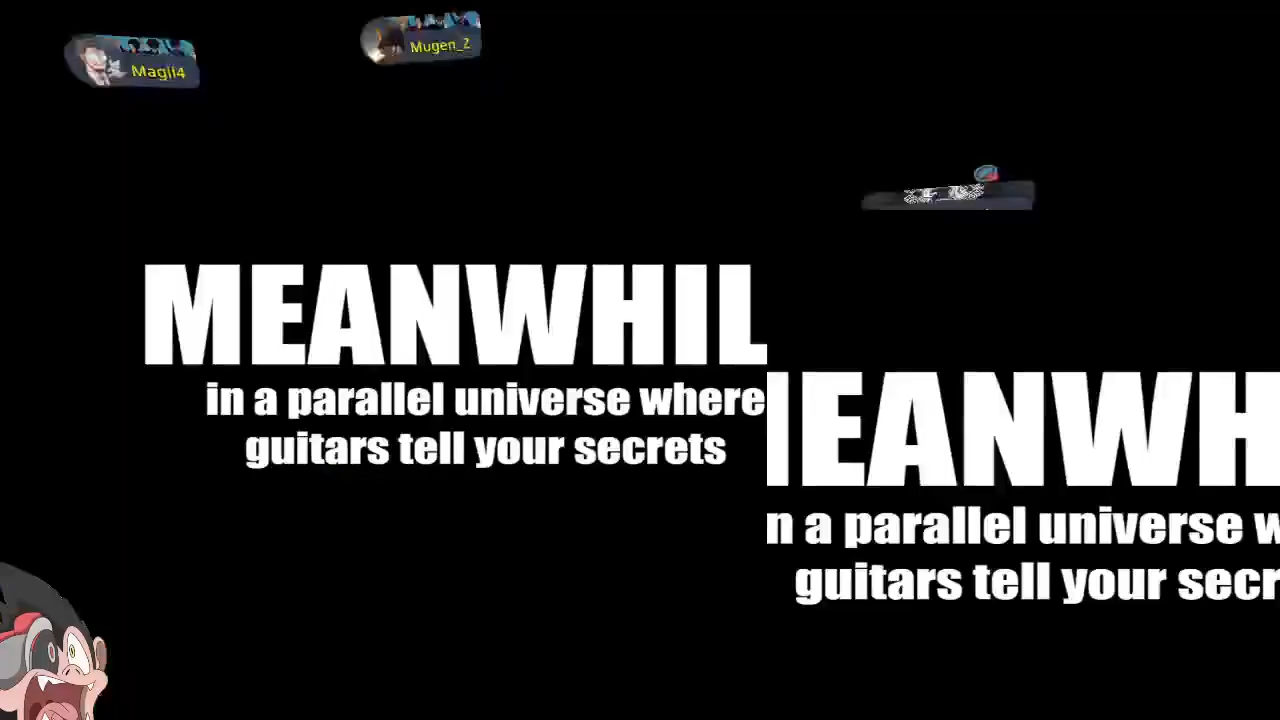 Magii4
Mugen_2
MEANWHIL
in a parallel universe where
guitars tell your secrets
IEANWH
n a parallel universe w
guitars tell your secr